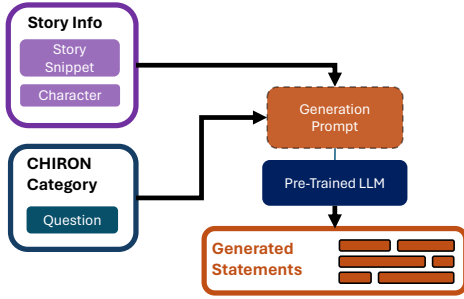 Story Info
Story
Snippet
Character
CHIRON
Category
Question
Generation
Prompt
Pre-Trained LLM
Generated
Statements